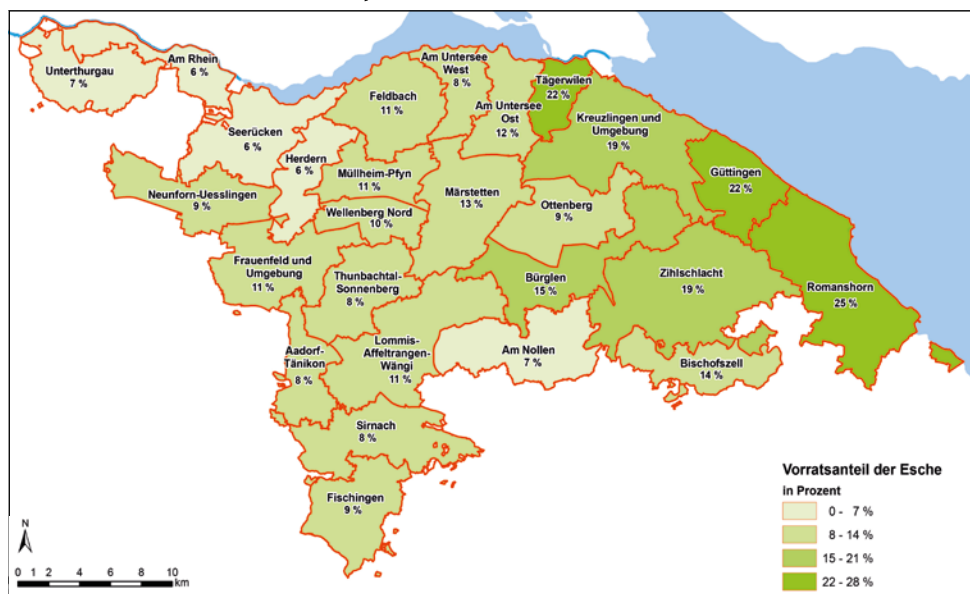 Am Rhein
6 %
Unterthurgau
7 %
Am Untersee
West
8 %
Feldbach
11 %
Tägerwilen
22 %
Am Untersee
Ost
12 %
Kreuzlingen und
Umgebung
19 %
Seerücken
6 %
Herdern
6 %
Müllheim-Pfyn
11 %
Güttingen
22 %
Neunforn-Uesslingen
9 %
Märstetten
13 %
Ottenberg
9 %
Wellenberg Nord
10 %
Frauenfeld und
Umgebung
11 %
Thunbachtal-
Sonnenberg
8 %
Bürglen
15 %
Zihlschlacht
19 %
Romanshorn
25 %
Aadorf-
Tänikon
8 %
Lommis-
Affeltrangen-
Wängi
11 %
Am Nollen
7 %
Bischofszell
14 %
Sirnach
8 %
Fischingen
9 %
Vorratsanteil der Esche
in Prozent
0 - 7 %
8 - 14 %
15 - 21 %
22 - 28 %
N
0 1 2 4 6 8 10
km